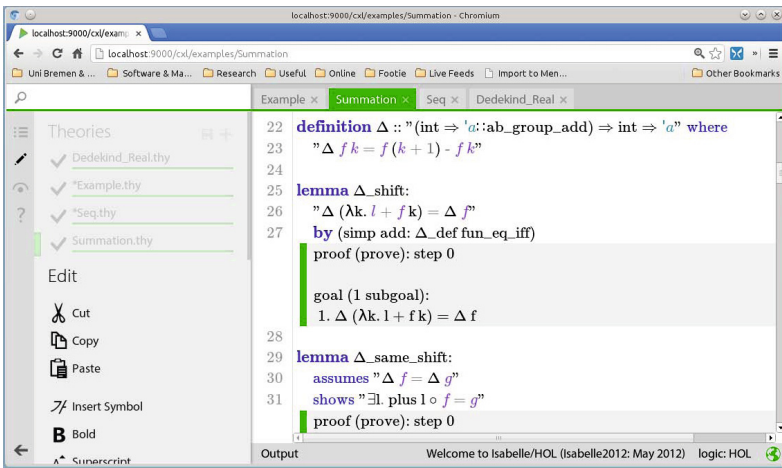 localhost:9000/cxl/examples/Summation - Chromium
localhost:9000/cxl/examp ×
localhost:9000/cxl/examples/Summation
Uni Bremen & ... Software & Ma... Research Useful Online Footie Live Feeds Import to Men... Other Bookmarks
Example × Summation × Seq × Dedekind_Real ×
Theories
Dedekind_Real.thy
*Example.thy
*Seq.thy
Summation.thy
Edit
Cut
Copy
Paste
Insert Symbol
B Bold
Superscript
22 definition Δ :: "(int ⇒ 'a::ab_group_add) ⇒ int ⇒ 'a" where
23 "Δ f k = f (k + 1) - f k"
24
25 lemma Δ_shift:
26 "Δ (λk. l + f k) = Δ f"
27 by (simp add: Δ_def fun_eq_iff)
proof (prove): step 0
goal (1 subgoal):
1. Δ (λk. l + f k) = Δ f
28
29 lemma Δ_same_shift:
30 assumes "Δ f = Δ g"
31 shows "∃l. plus l ∘ f = g"
proof (prove): step 0
Output Welcome to Isabelle/HOL (Isabelle2012: May 2012) logic: HOL